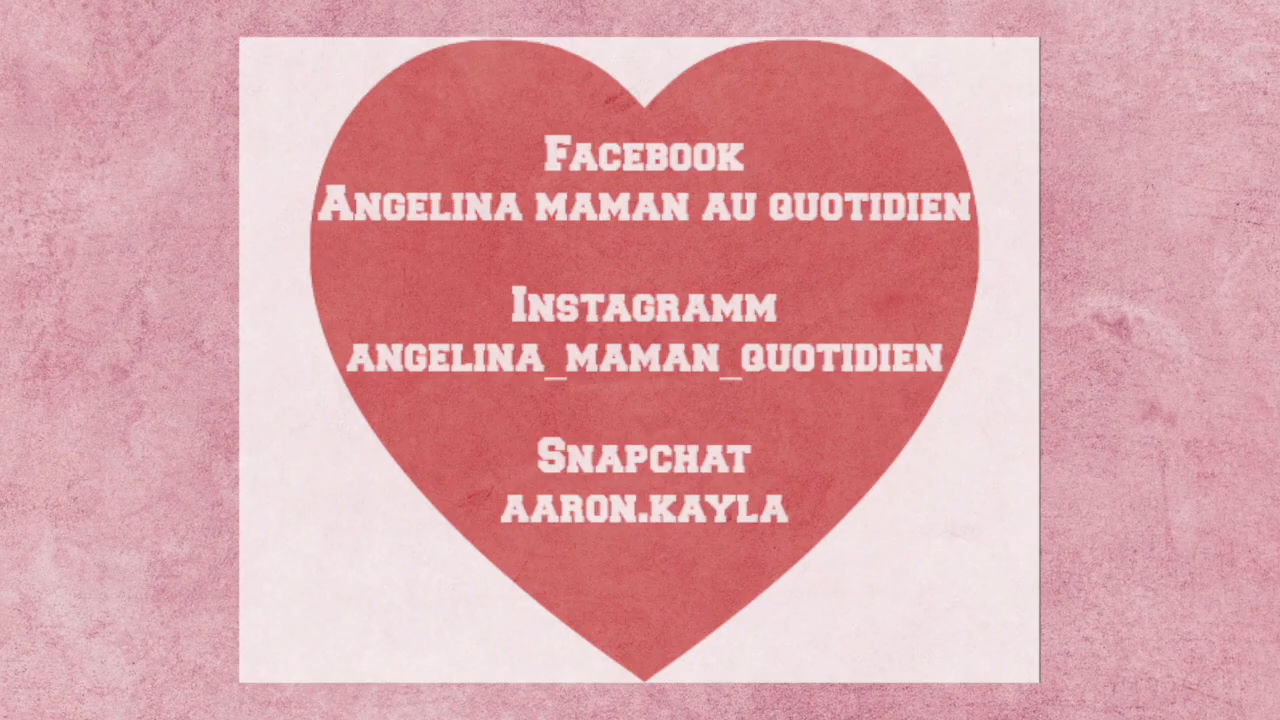 Facebook
Angelina maman au quotidien
Instagramm
angelina_maman_quotidien
Snapchat
aaron.kayla